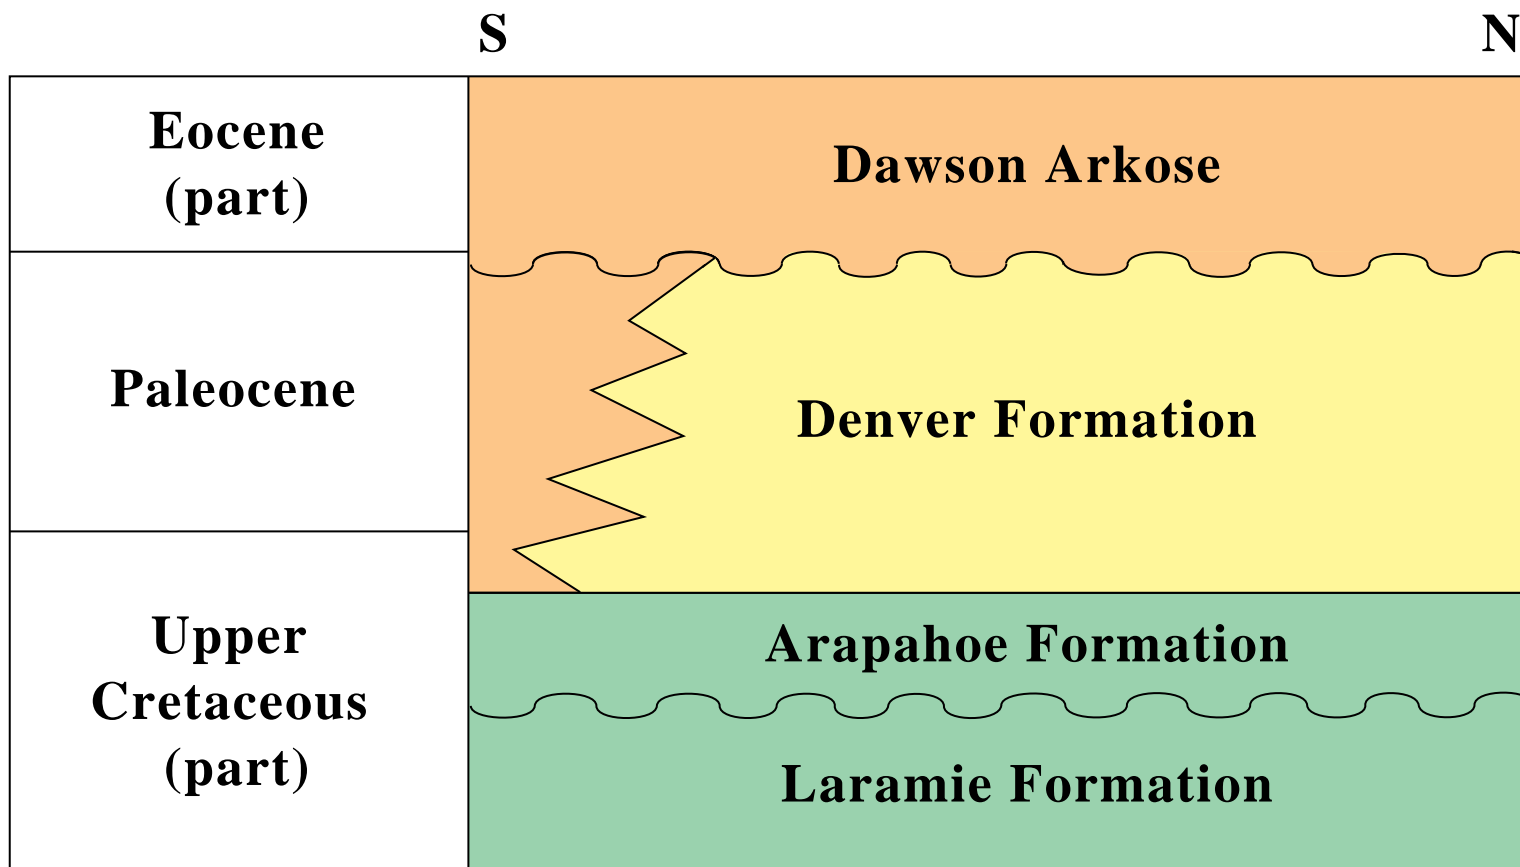 S
N
Eocene
(part)
Dawson Arkose
Paleocene
Denver Formation
Upper
Cretaceous
(part)
Arapahoe Formation
Laramie Formation